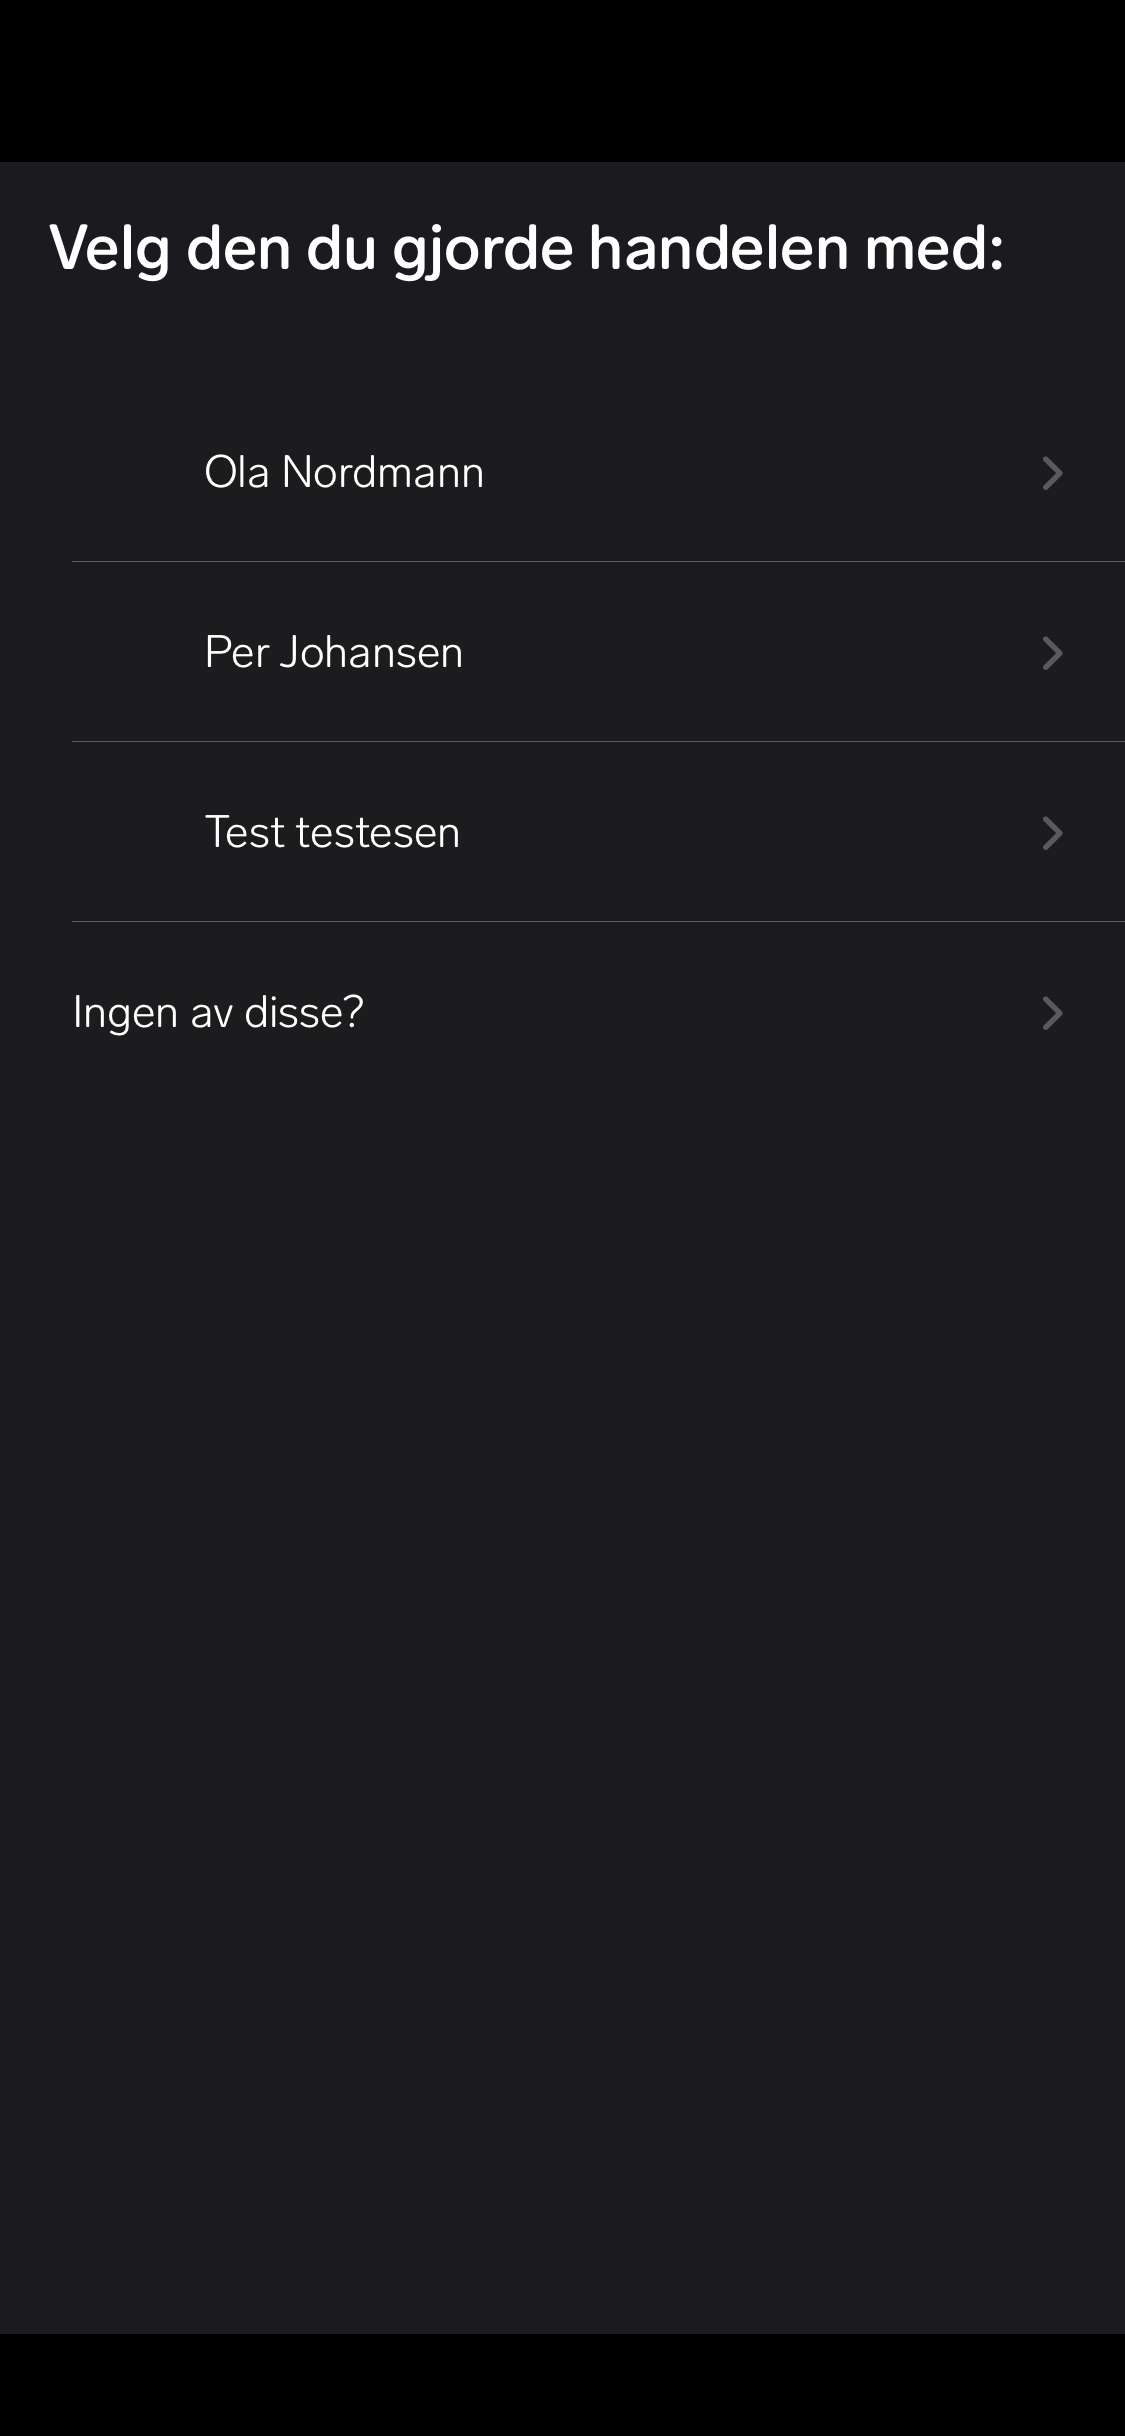 Velg den du gjorde handelen med:
Ola Nordmann
Per Johansen
Test testesen
Ingen av disse?